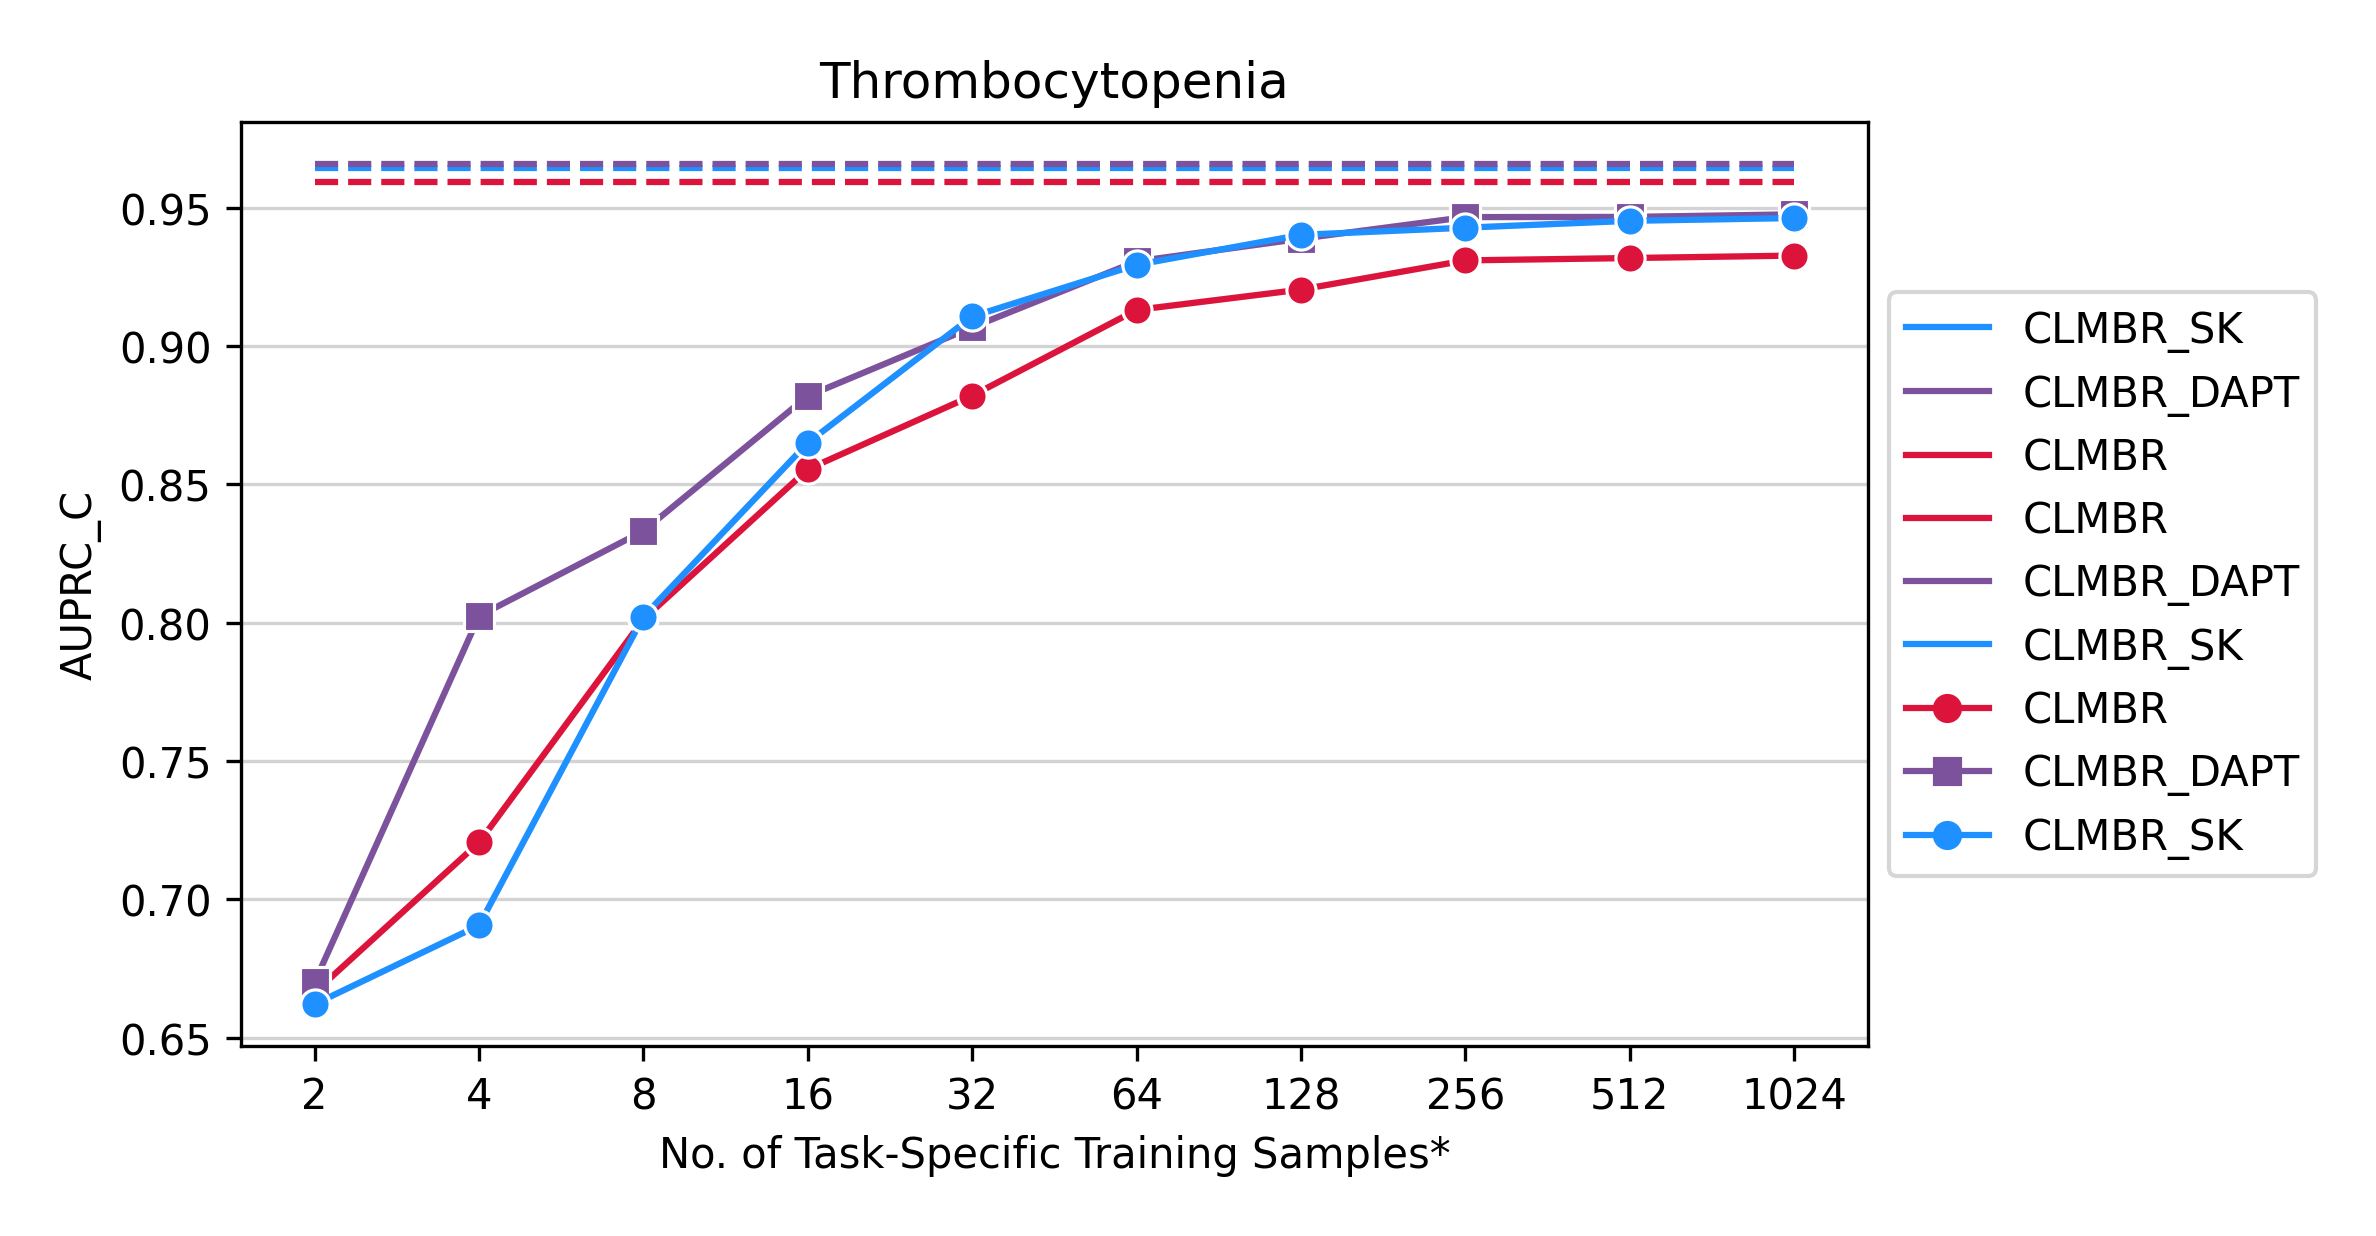 Thrombocytopenia
AUPRC_C
0.95
0.90
0.85
0.80
0.75
0.70
0.65
2 4 8 16 32 64 128 256 512 1024
No. of Task-Specific Training Samples*
CLMBR_SK
CLMBR_DAPT
CLMBR
CLMBR
CLMBR_DAPT
CLMBR_SK
CLMBR
CLMBR_DAPT
CLMBR_SK